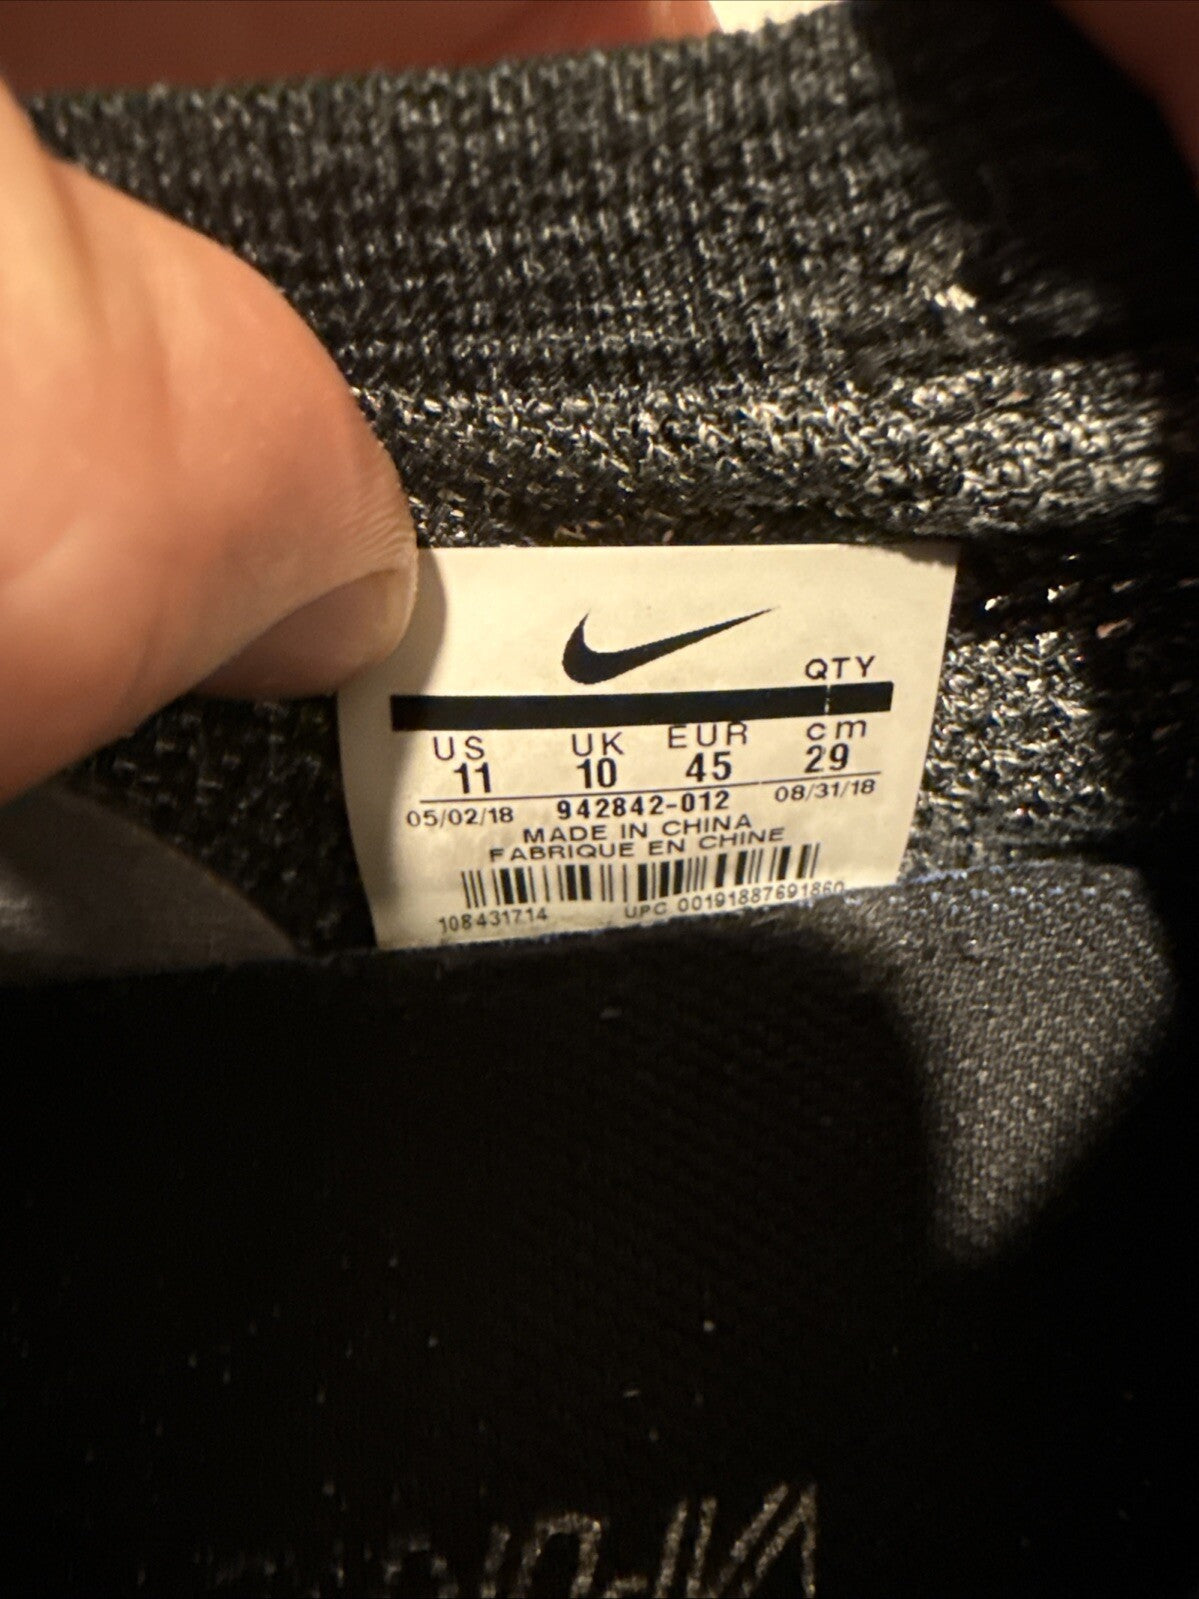 QTY
US UK EUR cm
11 10 45 29
05/02/18 942842-012 08/31/18
MADE IN CHINA
FABRIQUE EN CHINE
108431714 UPC 00191887691860